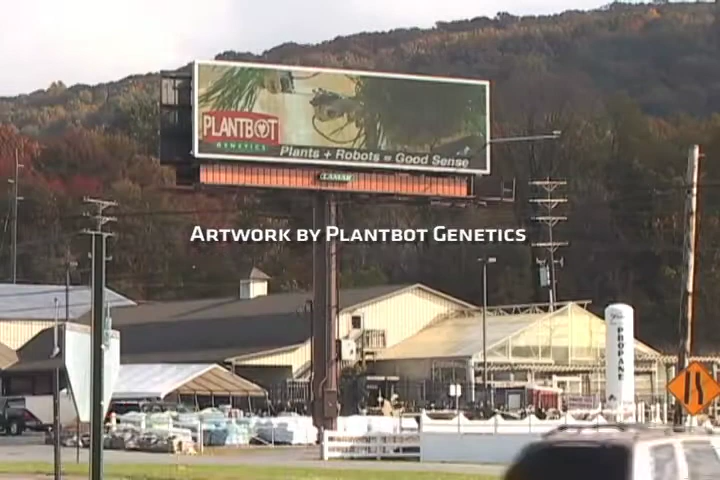 PLANTBOT
GENETICS
Plants + Robots = Good Sense
LAMAR
ARTWORK BY PLANTBOT GENETICS
PROPANE